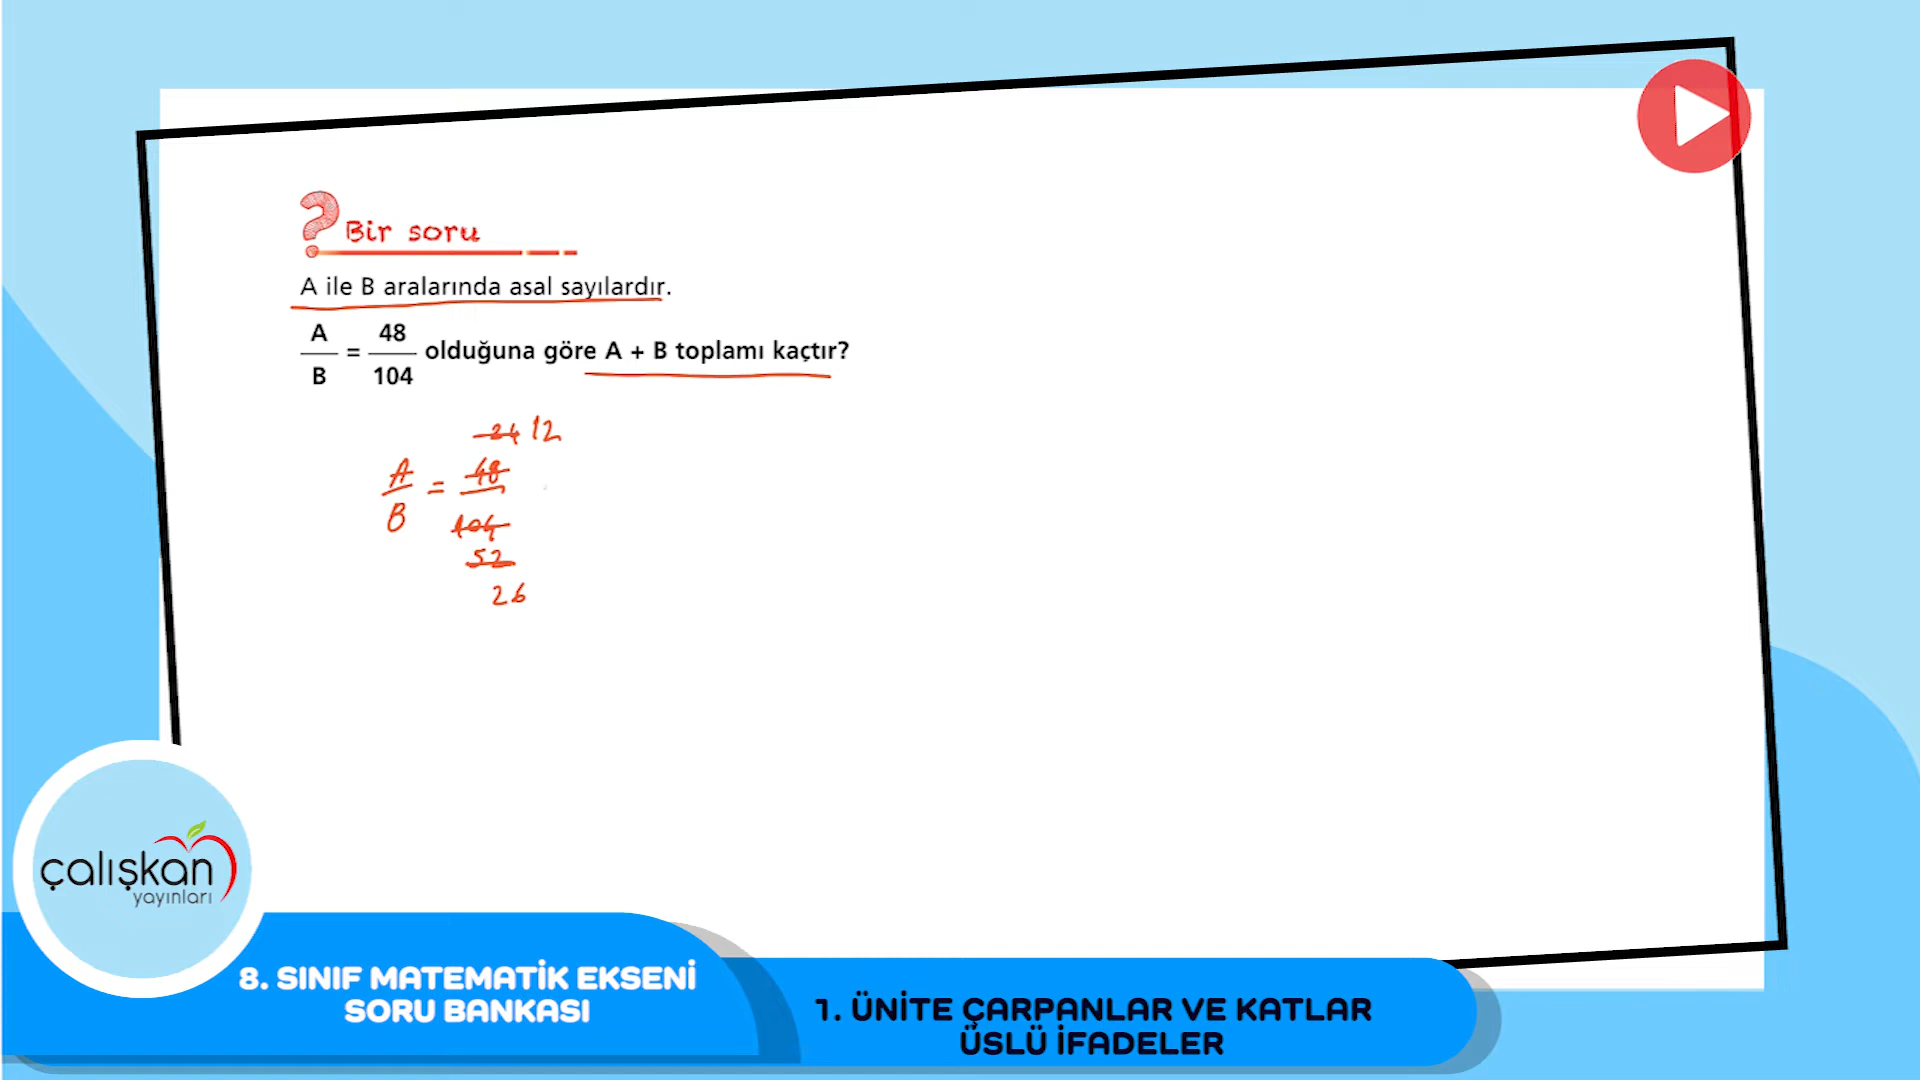 Bir soru
A ile B aralarında asal sayılardır.
A/B = 48/104 olduğuna göre A + B toplamı kaçtır?
24 12
A/B = 48/104
52
26
çalışkan
yayınları
8. SINIF MATEMATİK EKSENİ
SORU BANKASI
1. ÜNİTE ÇARPANLAR VE KATLAR
ÜSLÜ İFADELER